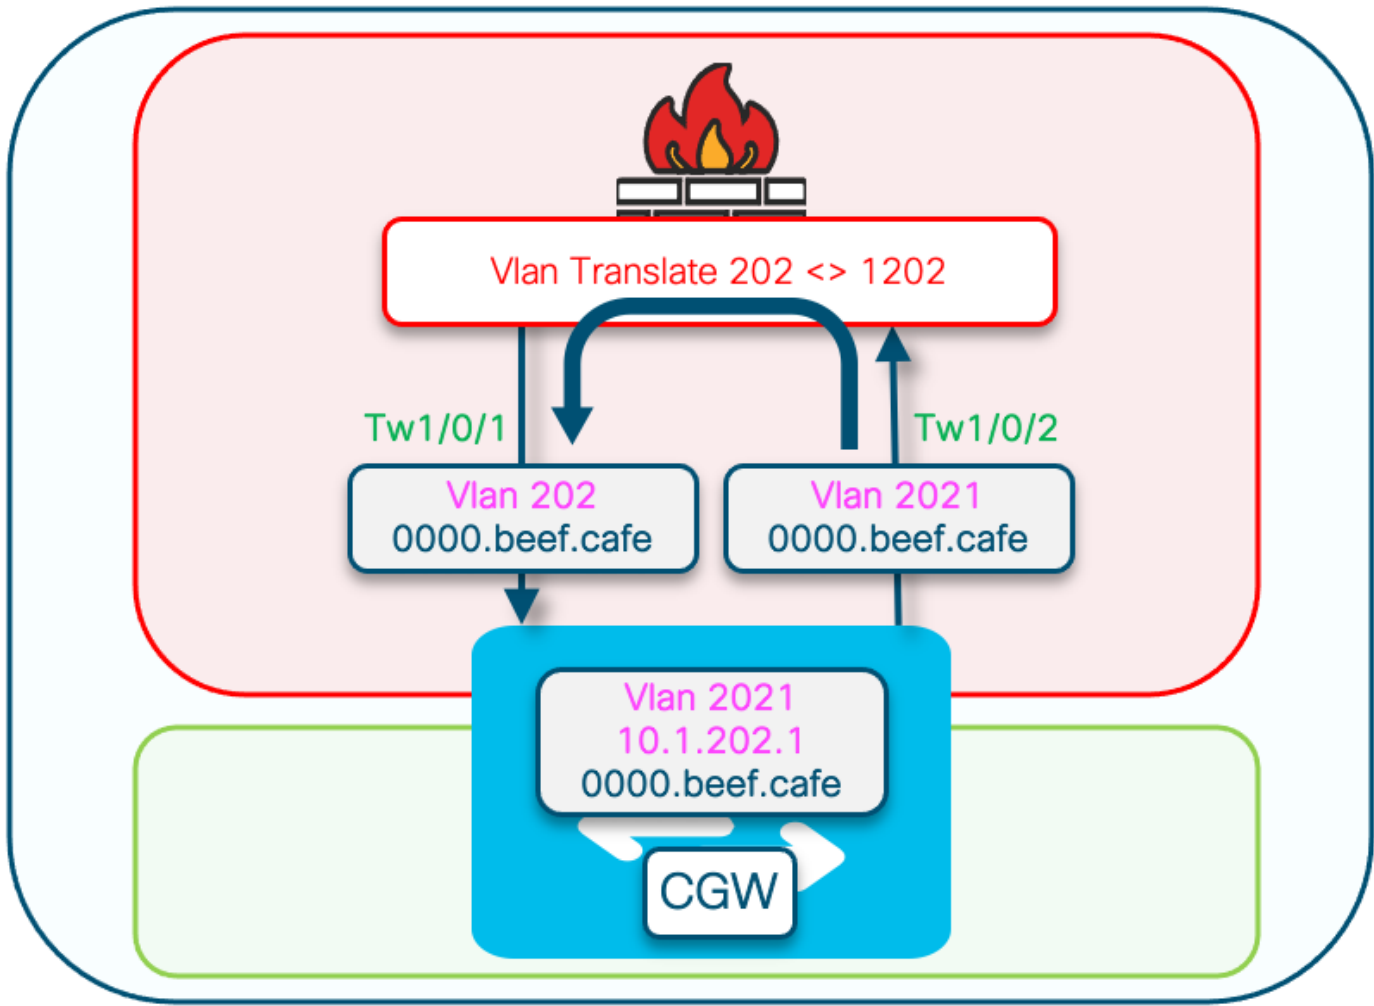 Vlan Translate 202 <> 1202
Tw1/0/1
Tw1/0/2
Vlan 202
0000.beef.cafe
Vlan 2021
0000.beef.cafe
Vlan 2021
10.1.202.1
0000.beef.cafe
CGW